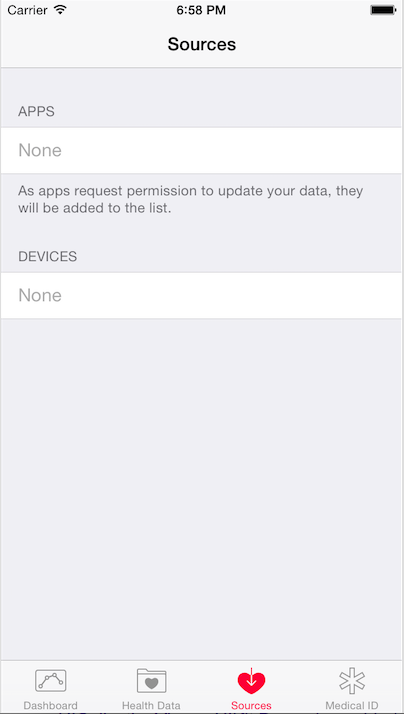 Carrier 6:58 PM
Sources
APPS
None
As apps request permission to update your data, they
will be added to the list.
DEVICES
None
Dashboard Health Data Sources Medical ID